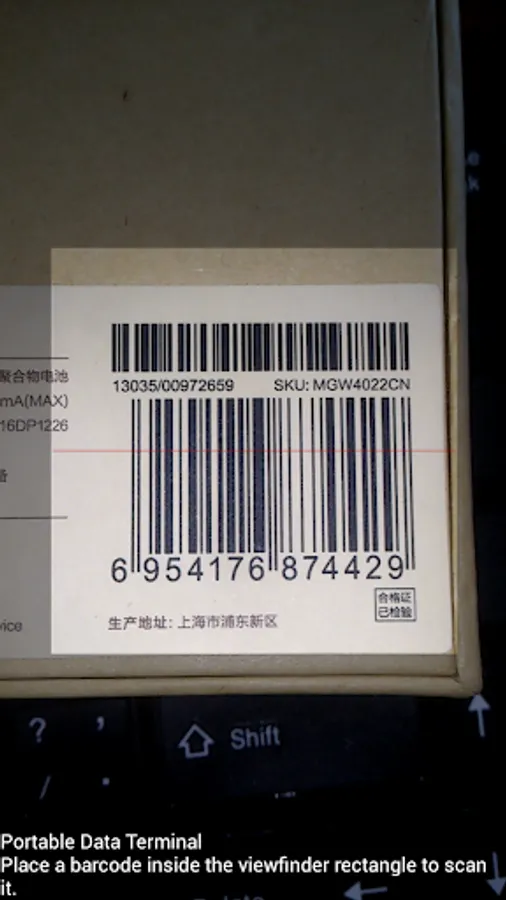 13035/00972659 SKU: MGW4022CN
聚合物电池
mA(MAX)
16DP1226
6 954176 874429
合格证
已检验
生产地址: 上海市浦东新区
vice
?
,
Shift
/
.
Portable Data Terminal
Place a barcode inside the viewfinder rectangle to scan
it.